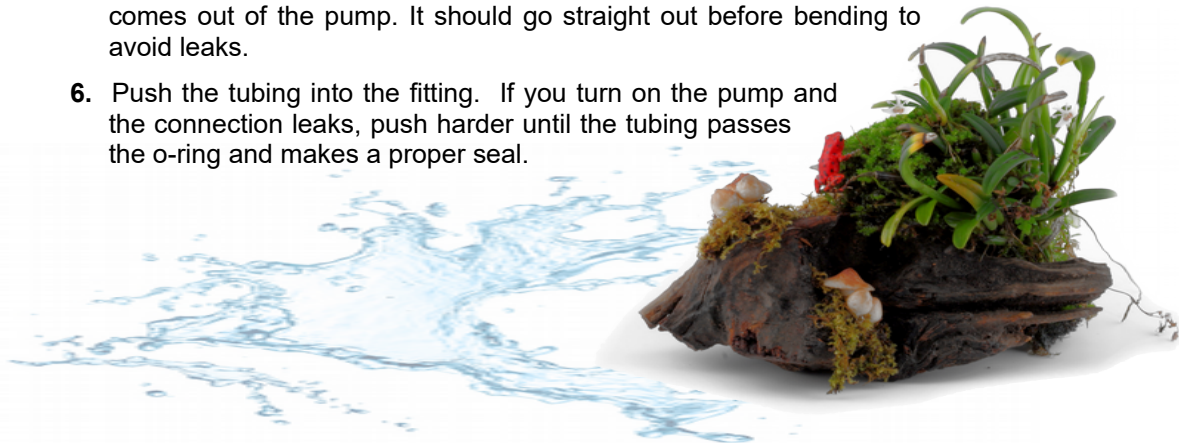 comes out of the pump. It should go straight out before bending to
avoid leaks.
6. Push the tubing into the fitting. If you turn on the pump and
the connection leaks, push harder until the tubing passes
the o-ring and makes a proper seal.